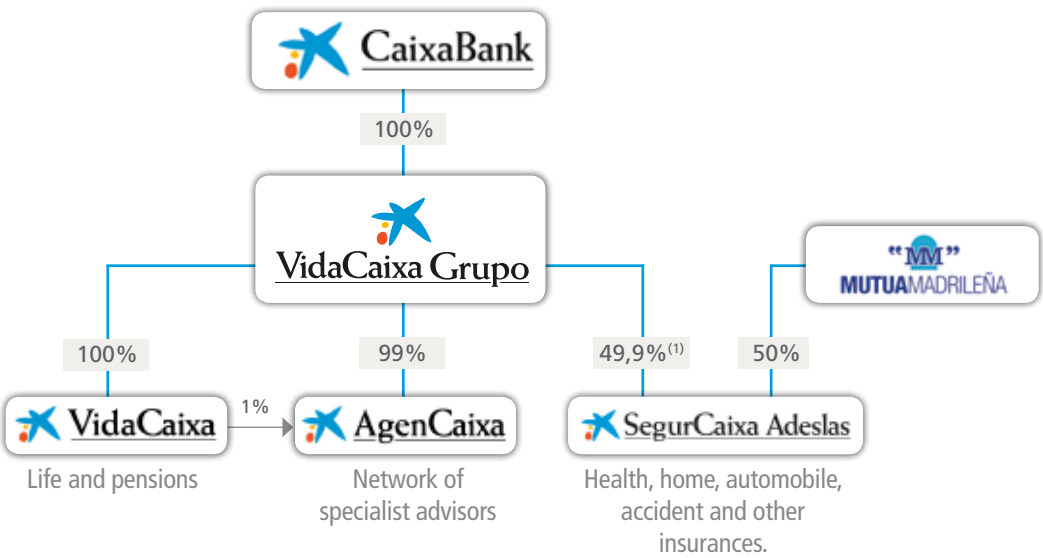 CaixaBank
100%
VidaCaixa Grupo
“MM”
MUTUAMADRILEÑA
100%
99%
49,9%(1)
50%
VidaCaixa
1%
AgenCaixa
SegurCaixa Adeslas
Life and pensions
Network of
specialist advisors
Health, home, automobile,
accident and other
insurances.